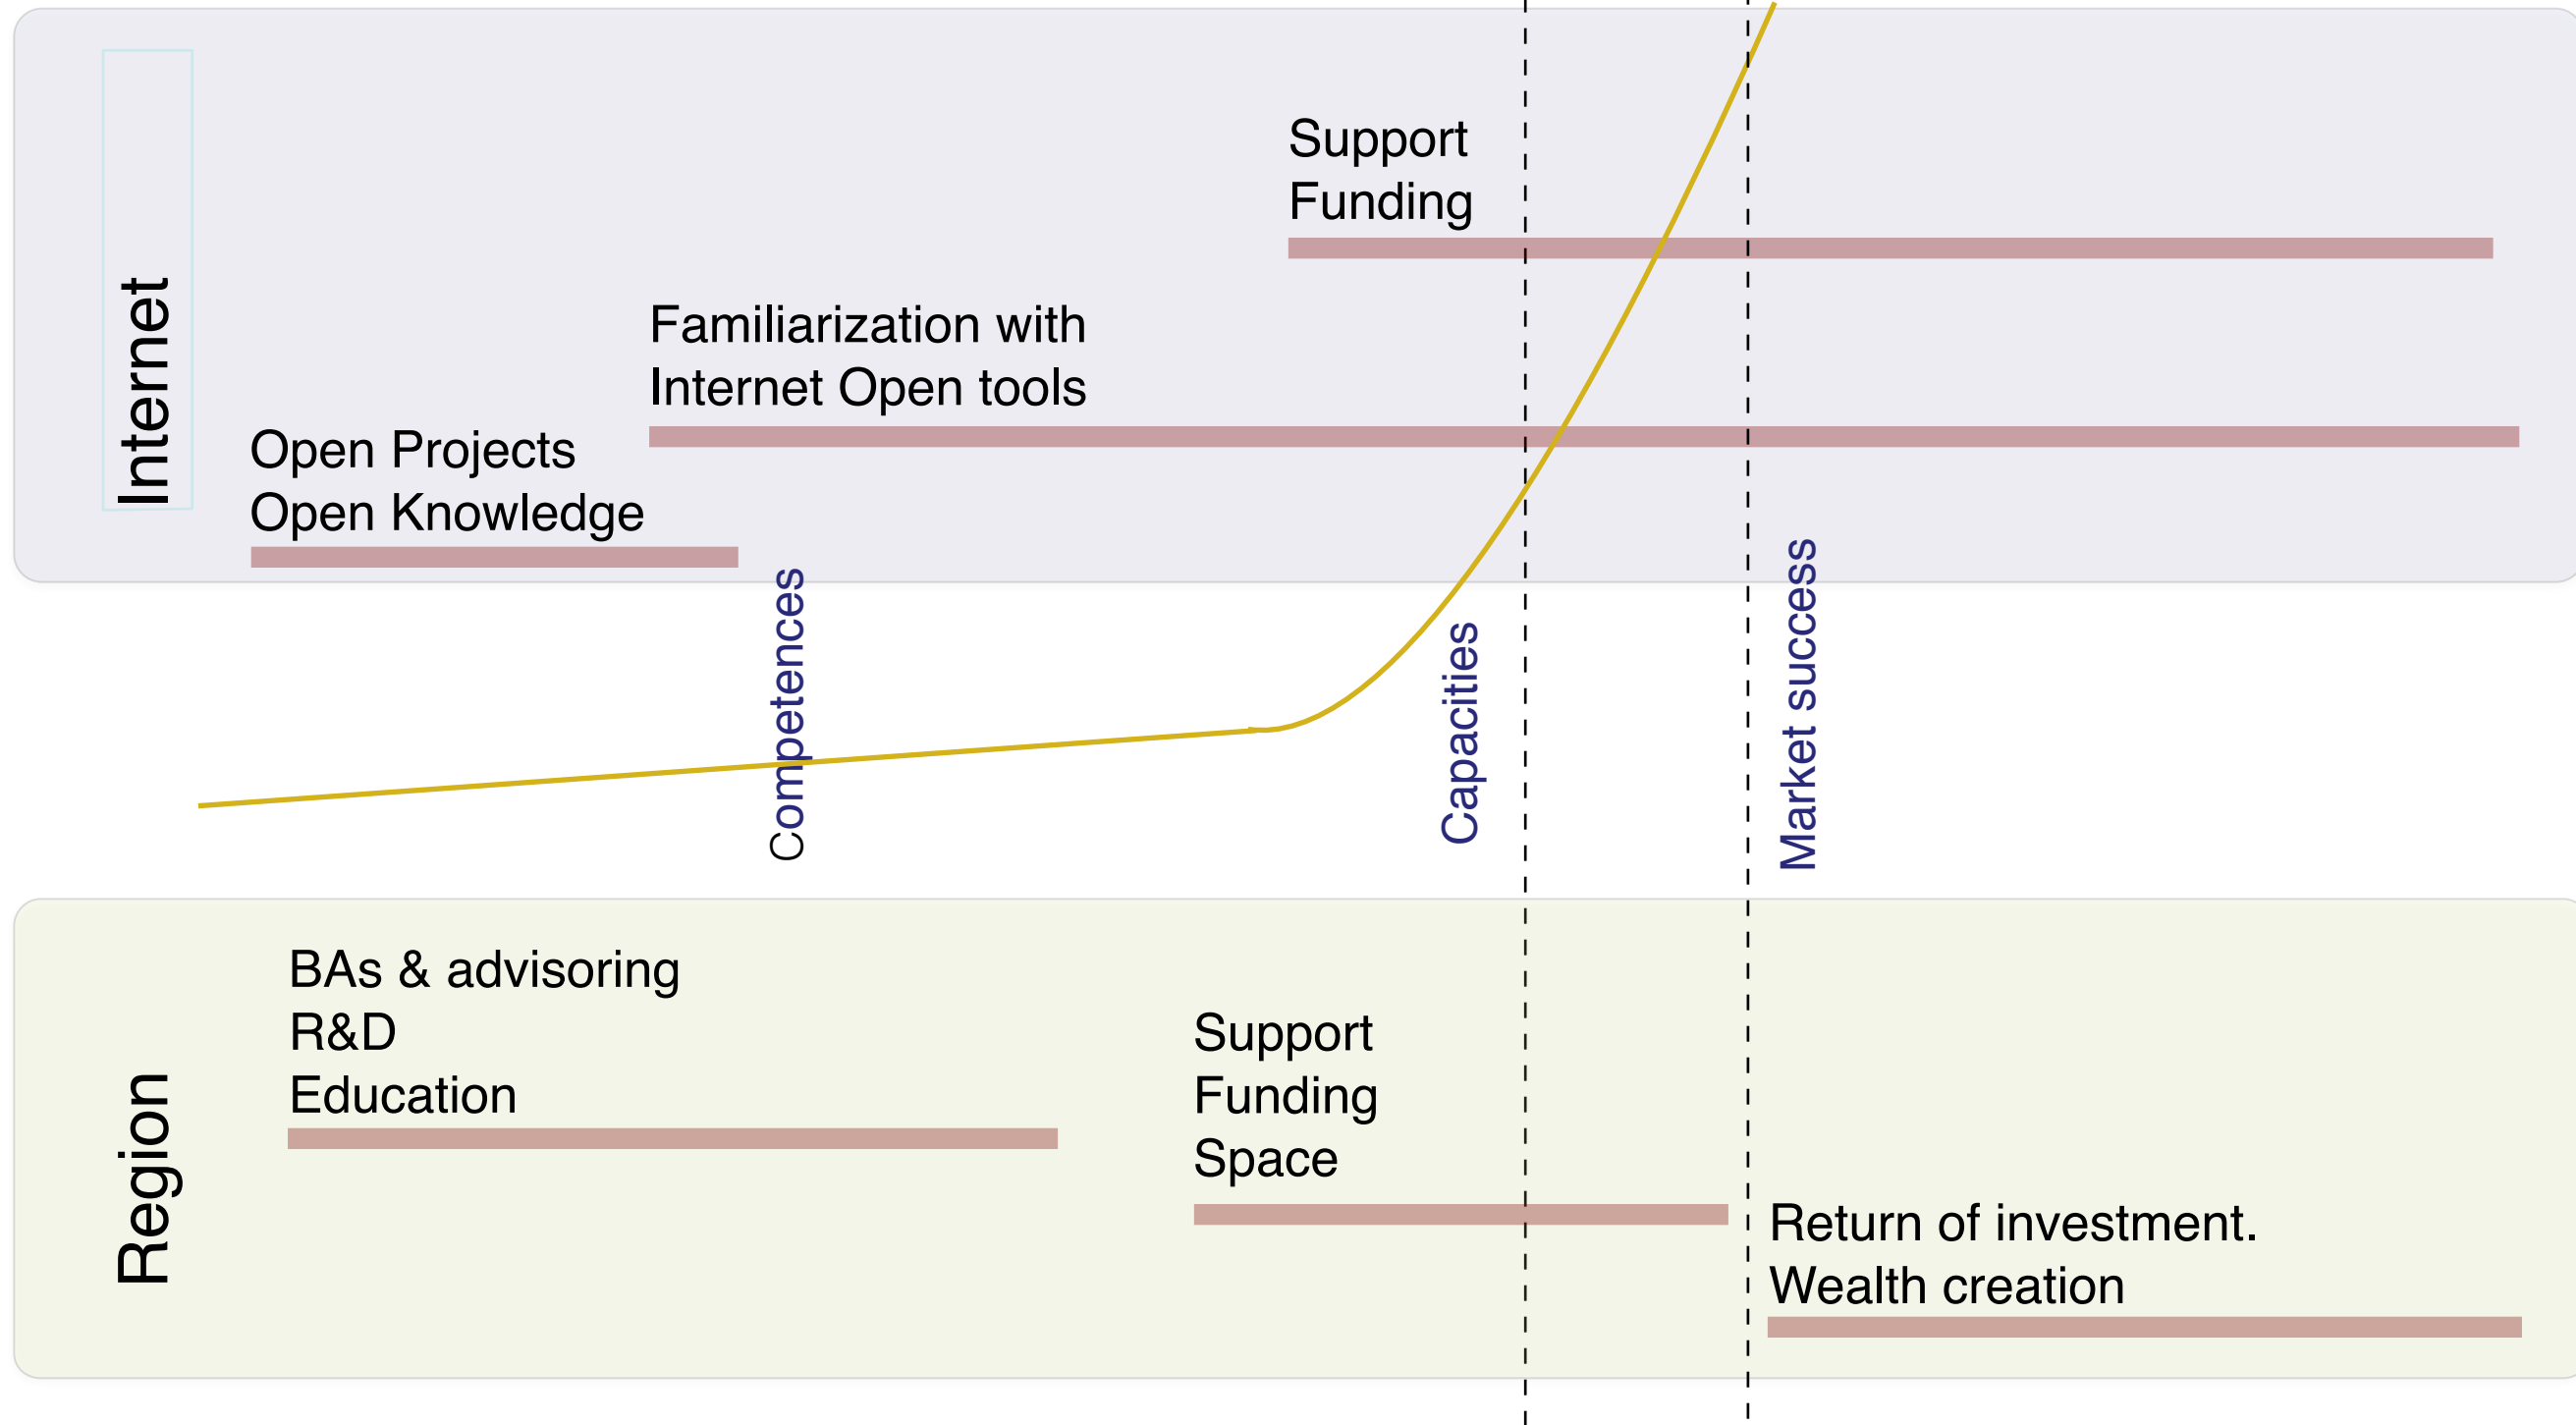 Internet
Support
Funding
Familiarization with
Internet Open tools
Open Projects
Open Knowledge
Competences
Capacities
Market success
Region
BAs & advisoring
R&D
Education
Support
Funding
Space
Return of investment.
Wealth creation